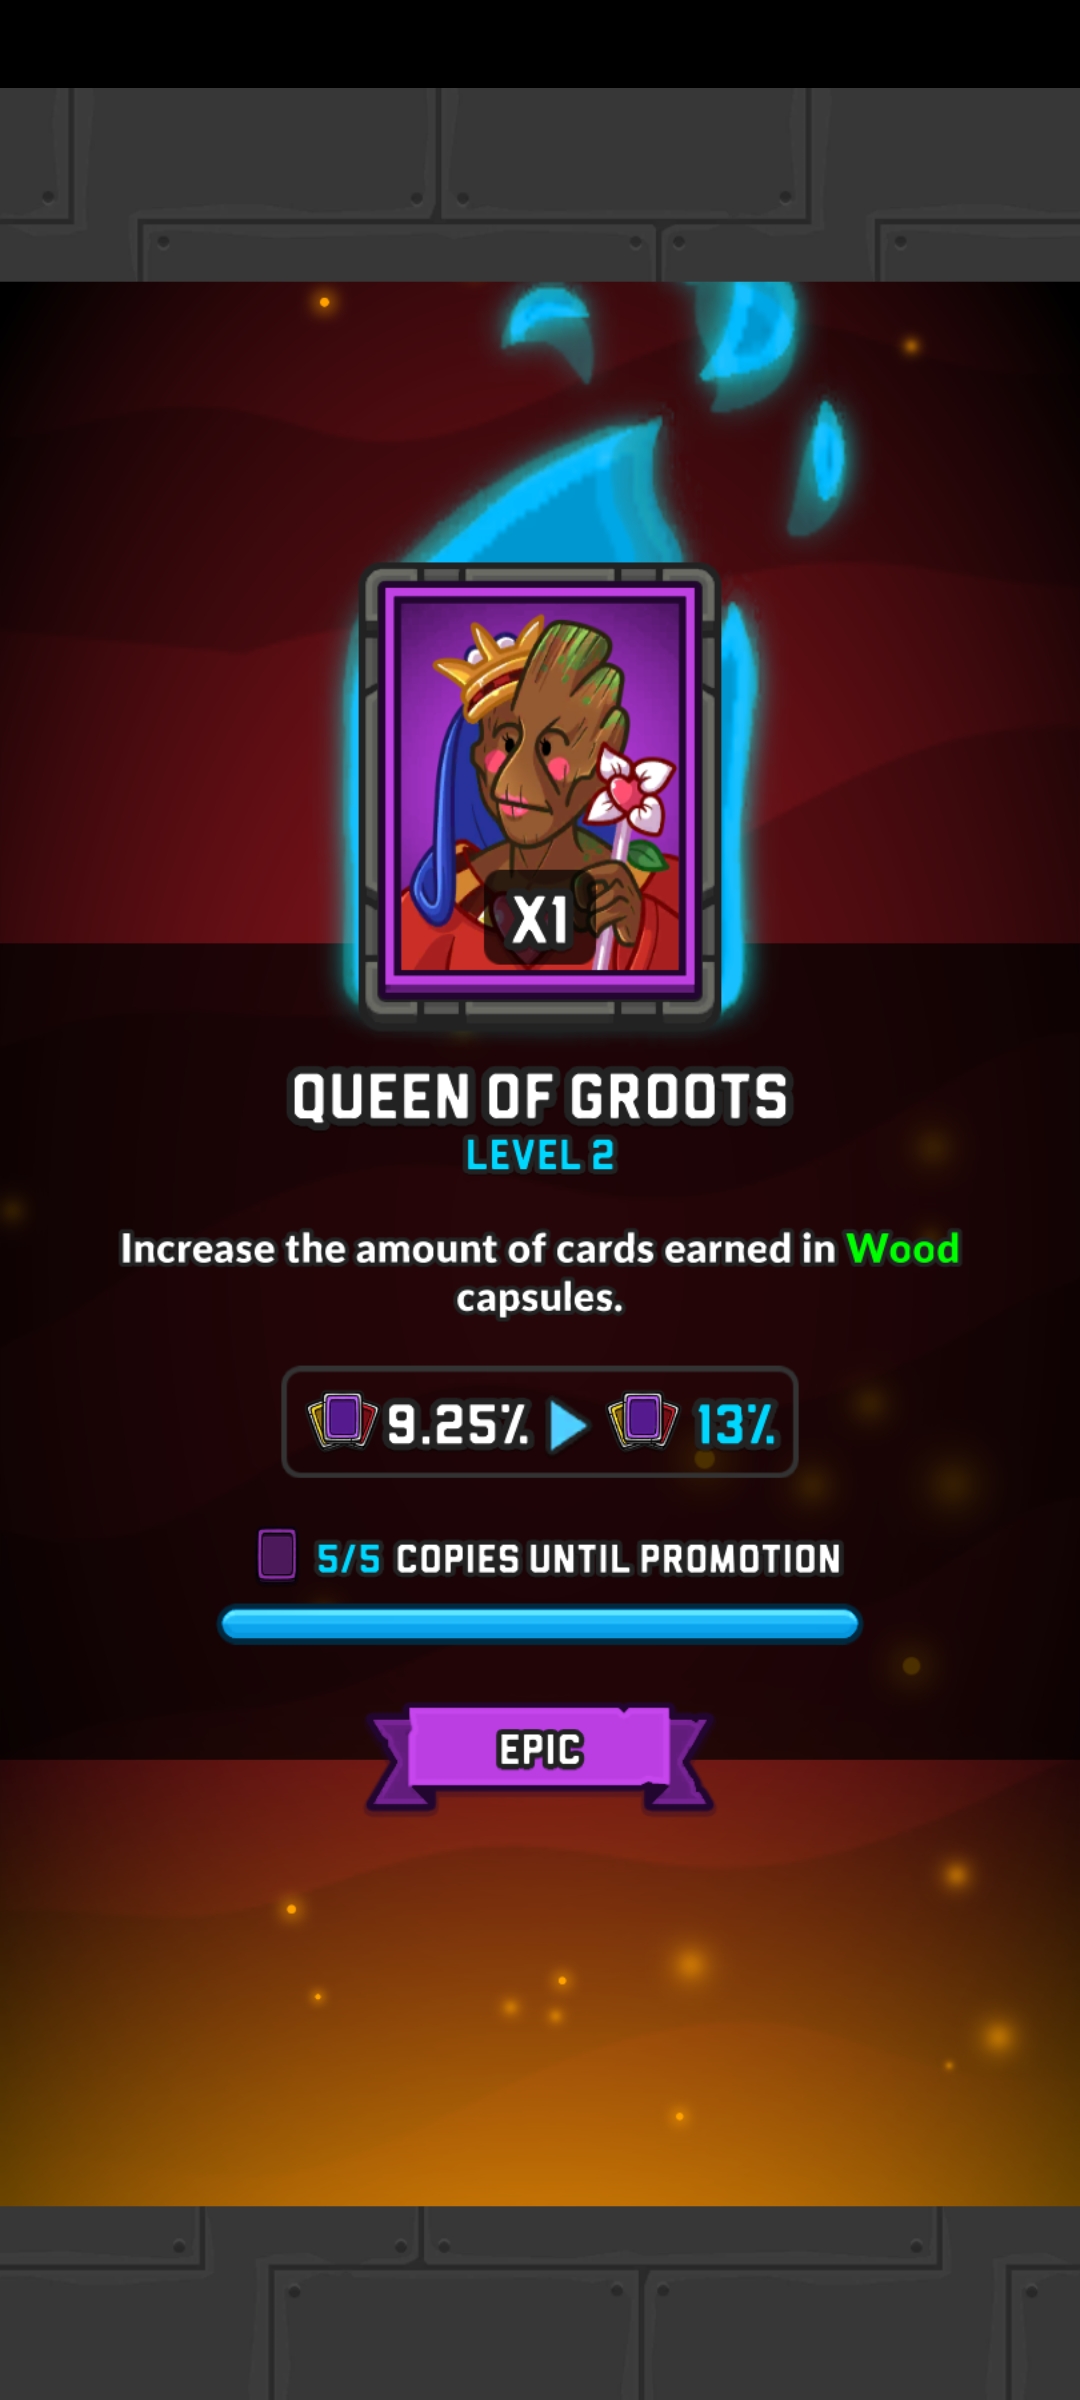 X1
QUEEN OF GROOTS
LEVEL 2
Increase the amount of cards earned in Wood
capsules.
9.25% 13%
5/5 COPIES UNTIL PROMOTION
EPIC